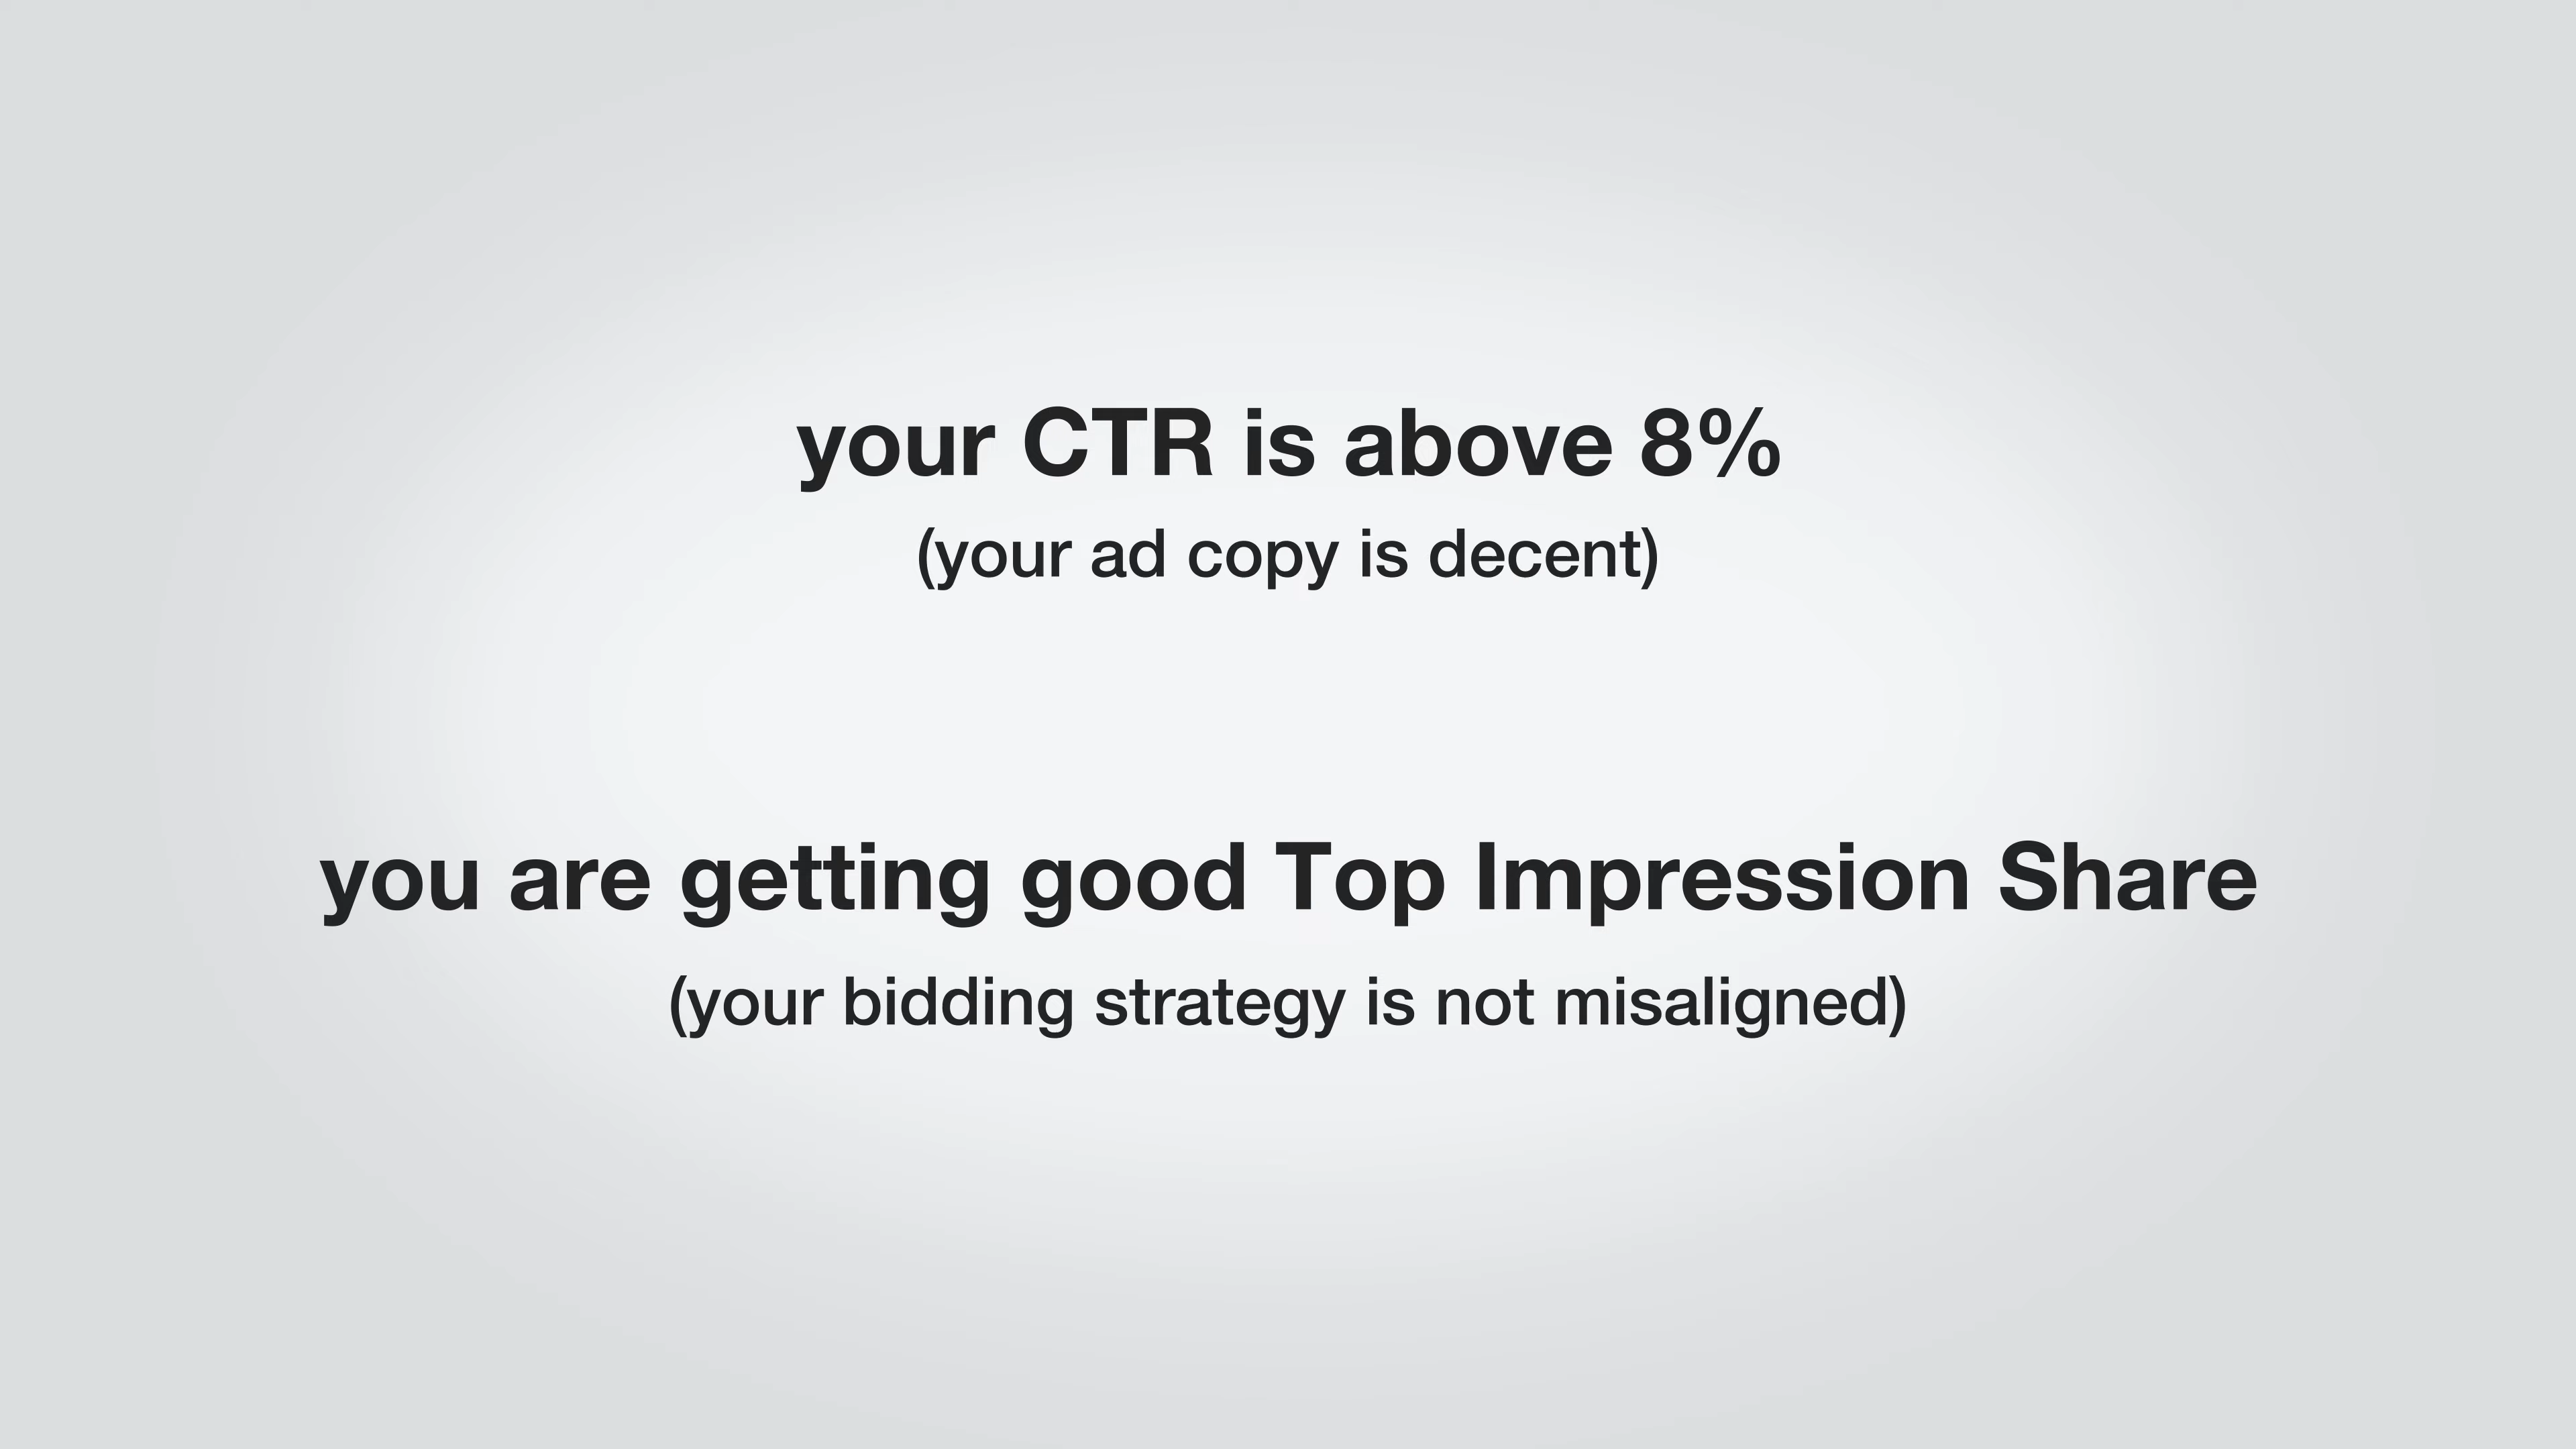 your CTR is above 8%
(your ad copy is decent)
you are getting good Top Impression Share
(your bidding strategy is not misaligned)